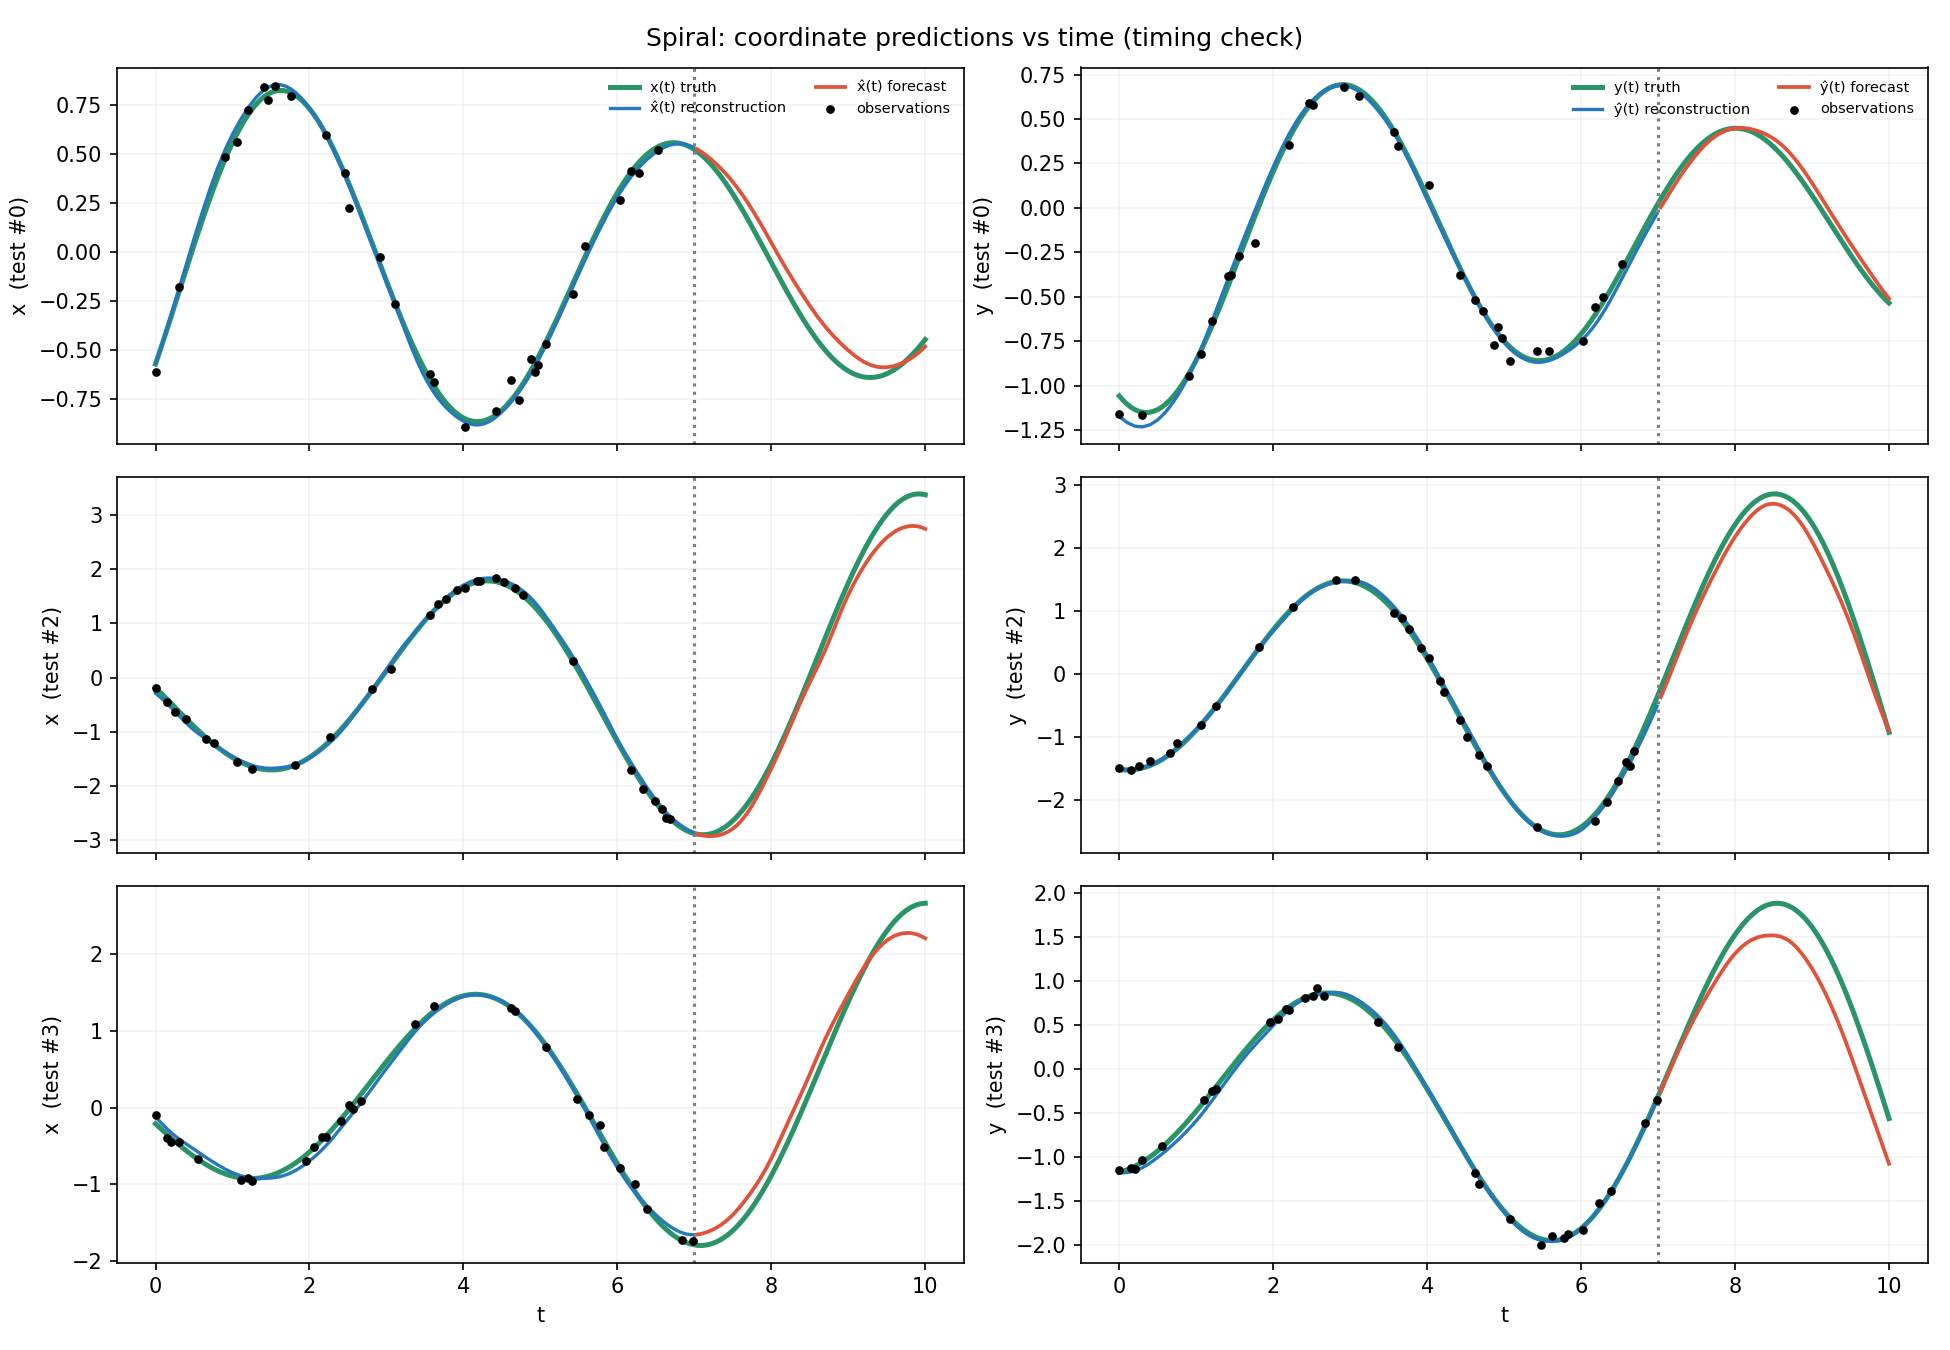 Spiral: coordinate predictions vs time (timing check)
x (test #0)
0.75
0.50
0.25
0.00
−0.25
−0.50
−0.75
x(t) truth
x̂(t) reconstruction
x̂(t) forecast
observations
y (test #0)
0.75
0.50
0.25
0.00
−0.25
−0.50
−0.75
−1.00
−1.25
y(t) truth
ŷ(t) reconstruction
ŷ(t) forecast
observations
x (test #2)
3
2
1
0
−1
−2
−3
y (test #2)
3
2
1
0
−1
−2
x (test #3)
2
1
0
−1
−2
0 2 4 6 8 10
t
y (test #3)
2.0
1.5
1.0
0.5
0.0
−0.5
−1.0
−1.5
−2.0
0 2 4 6 8 10
t